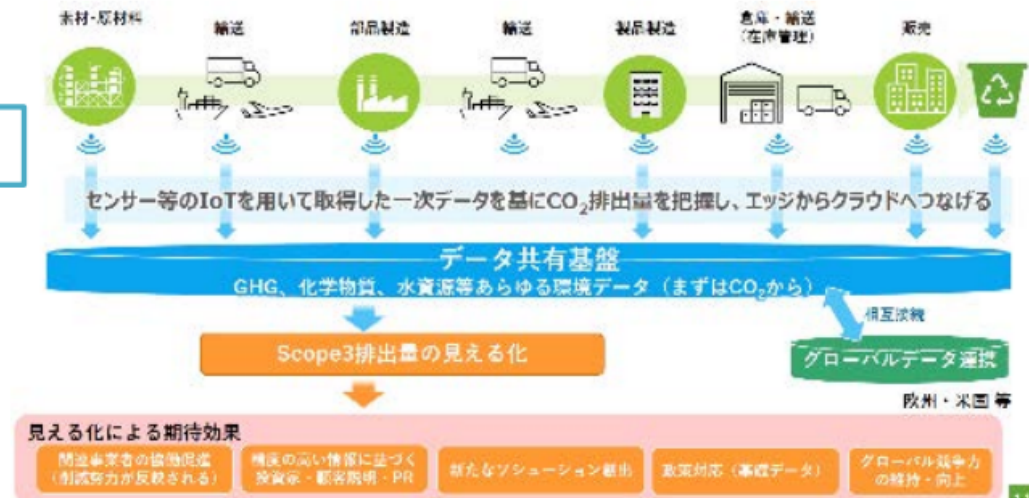 素材・原材料
輸送
部品製造
輸送
製品製造
倉庫・輸送
(在庫管理)
販売
センサー等のIoTを用いて取得した一次データを基にCO₂排出量を把握し、エッジからクラウドへつなげる
データ共有基盤
GHG、化学物質、水資源等あらゆる環境データ（まずはCO₂から）
相互接続
Scope3排出量の見える化
グローバルデータ連携
欧州・米国 等
見える化による期待効果
関連事業者の協働促進
(削減努力が反映される)
精度の高い情報に基づく
投資家・顧客説明・PR
新たなソリューション創出
政策対応（基礎データ）
グローバル競争力
の維持・向上